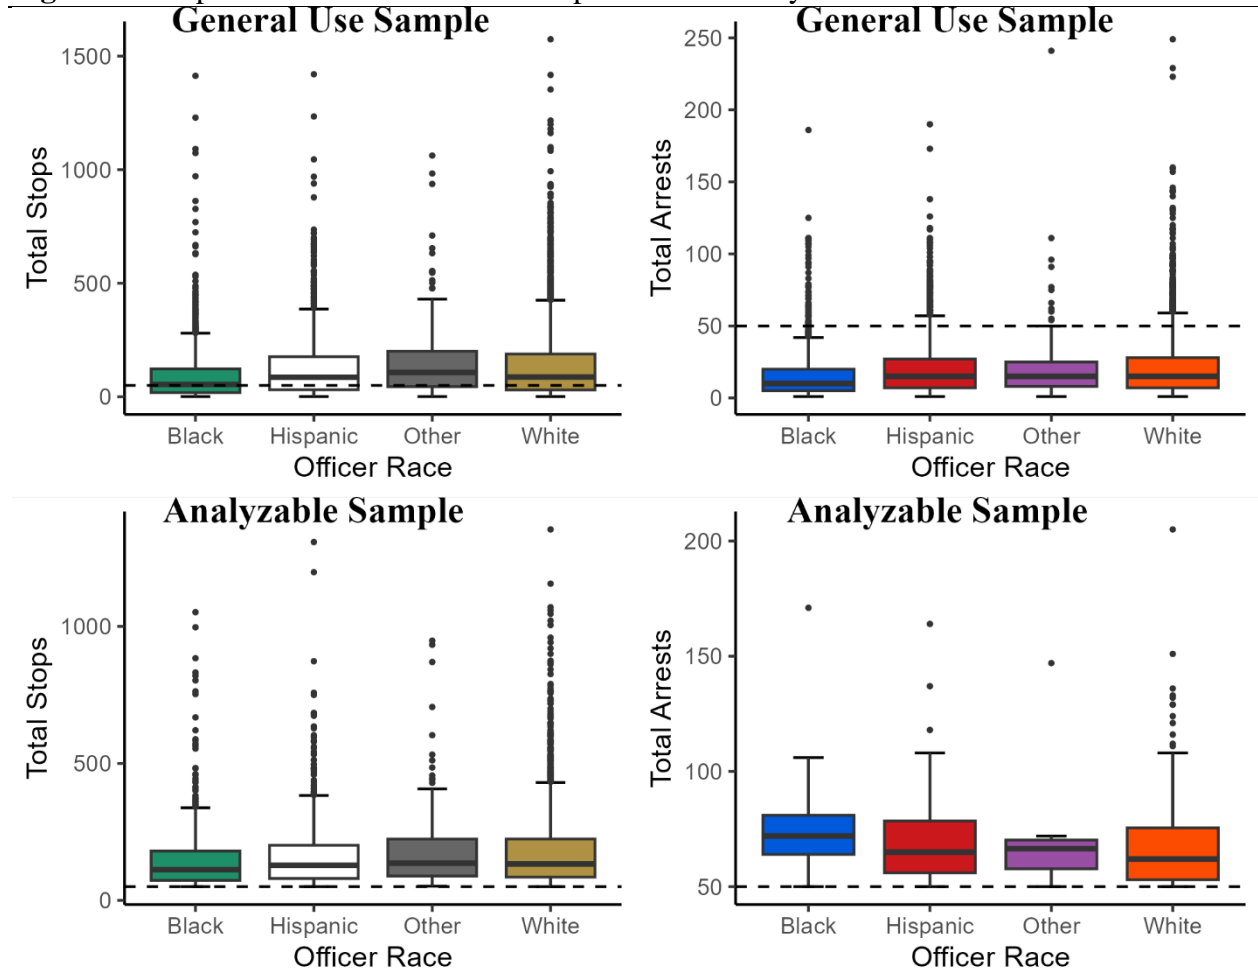 General Use Sample
1500
1000
500
0
Total Stops
Black Hispanic Other White
Officer Race
General Use Sample
250
200
150
100
50
0
Total Arrests
Black Hispanic Other White
Officer Race
Analyzable Sample
1000
500
0
Total Stops
Black Hispanic Other White
Officer Race
Analyzable Sample
200
150
100
50
Total Arrests
Black Hispanic Other White
Officer Race